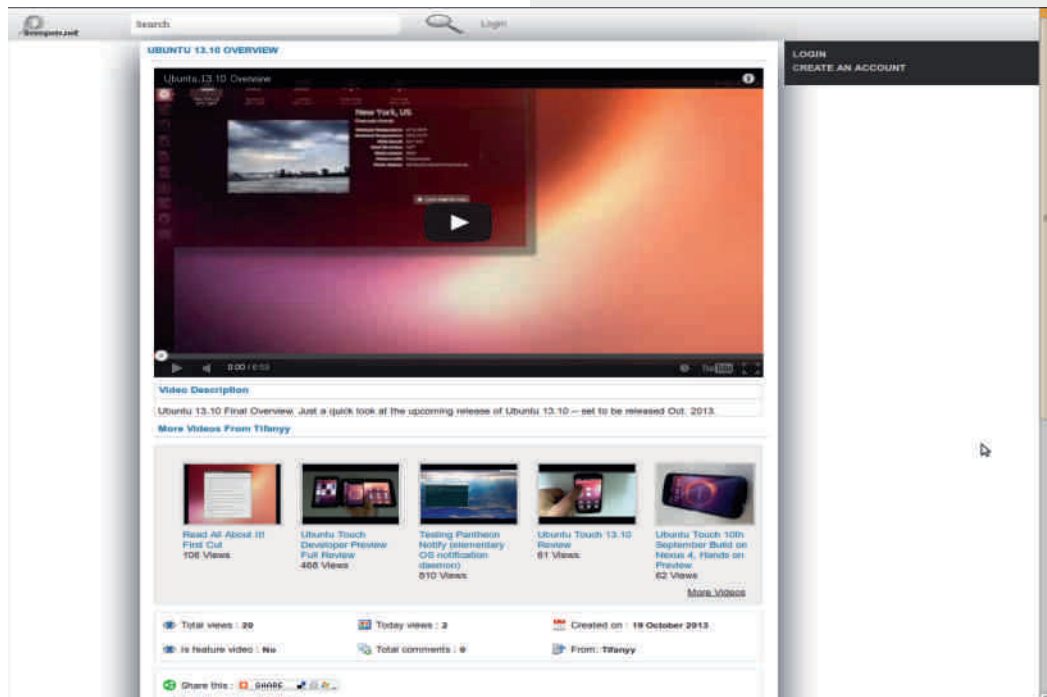 Search
Login
LOGIN
CREATE AN ACCOUNT
UBUNTU 13.10 OVERVIEW
Ubuntu 13 10 Overview
New York, US
0:00 /
Video Description
Ubuntu 13.10 Final Overview. Just a quick look at the upcoming release of Ubuntu 13.10 – set to be released Oct. 2013.
More Videos From Tifanyy
Read All About It!
First Cut
106 Views
Ubuntu Touch
Developer Preview
Full Review
468 Views
Testing Pantheon
Notify (elementary
OS notification
daemon)
810 Views
Ubuntu Touch 13.10
Review
61 Views
Ubuntu Touch 10th
September Build on
Nexus 4, Hands on
Preview
62 Views
More Videos
Total views : 20
Today views : 3
Created on : 19 October 2013
Is feature video : No
Total comments : 0
From: Tifanyy
Share this :
SHARE